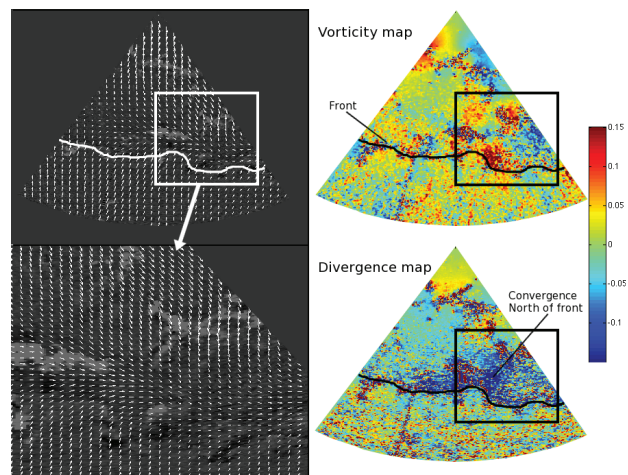 Vorticity map
Front
0.15
0.1
0.05
0
-0.05
-0.1
Divergence map
Convergence
North of front